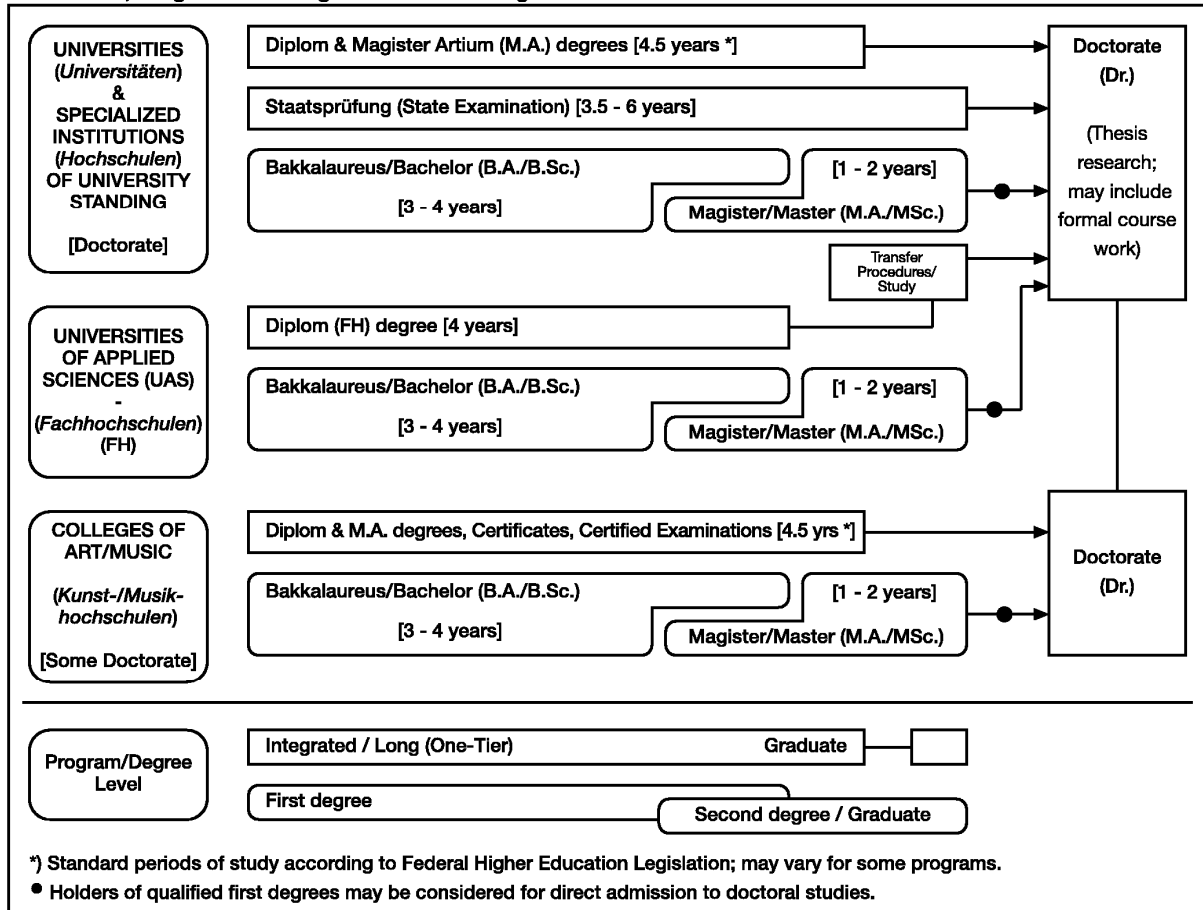 UNIVERSITIES
(Universitäten)
&
SPECIALIZED
INSTITUTIONS
(Hochschulen)
OF UNIVERSITY
STANDING
[Doctorate]
Diplom & Magister Artium (M.A.) degrees [4.5 years *]
Staatsprüfung (State Examination) [3.5 - 6 years]
Bakkalaureus/Bachelor (B.A./B.Sc.)
[3 - 4 years]
[1 - 2 years]
Magister/Master (M.A./MSc.)
Transfer
Procedures/
Study
Doctorate
(Dr.)
(Thesis
research;
may include
formal course
work)
UNIVERSITIES
OF APPLIED
SCIENCES (UAS)
-
(Fachhochschulen)
(FH)
Diplom (FH) degree [4 years]
Bakkalaureus/Bachelor (B.A./B.Sc.)
[3 - 4 years]
[1 - 2 years]
Magister/Master (M.A./MSc.)
COLLEGES OF
ART/MUSIC
(Kunst-/Musik-
hochschulen)
[Some Doctorate]
Diplom & M.A. degrees, Certificates, Certified Examinations [4.5 yrs *]
Bakkalaureus/Bachelor (B.A./B.Sc.)
[3 - 4 years]
[1 - 2 years]
Magister/Master (M.A./MSc.)
Doctorate
(Dr.)
Program/Degree
Level
Integrated / Long (One-Tier) Graduate
First degree
Second degree / Graduate
*) Standard periods of study according to Federal Higher Education Legislation; may vary for some programs.
● Holders of qualified first degrees may be considered for direct admission to doctoral studies.